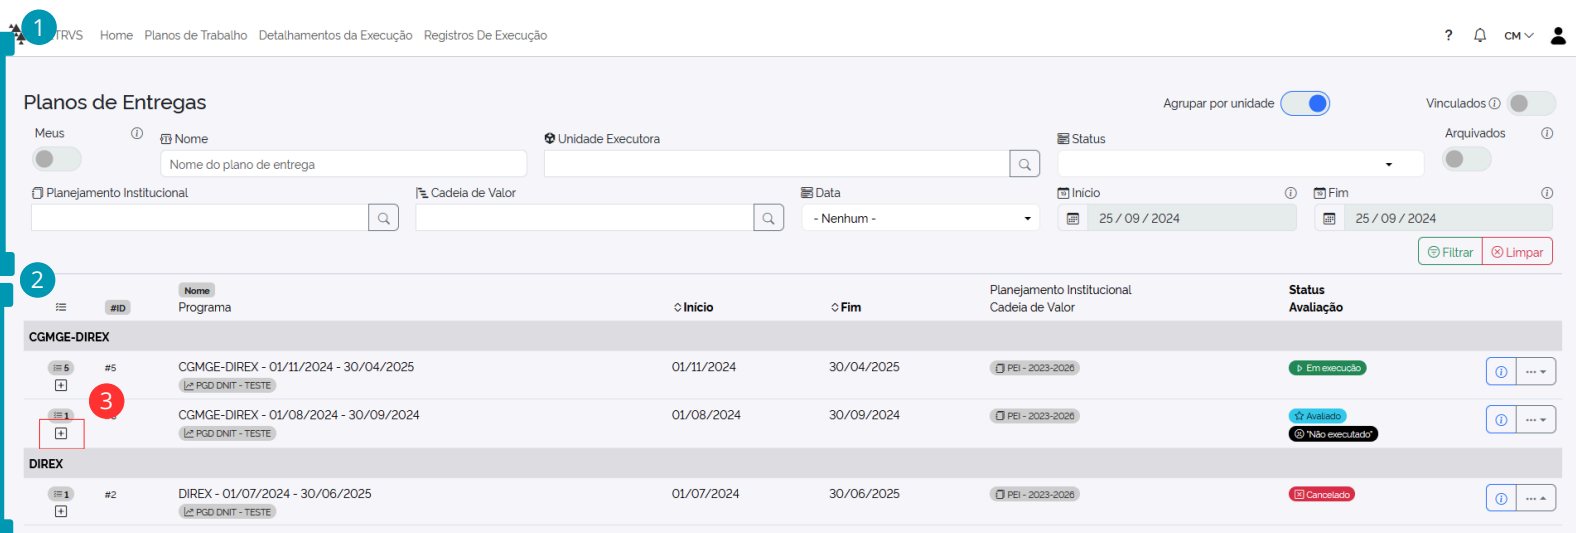 1
TRVS Home Planos de Trabalho Detalhamentos da Execução Registros De Execução ? CM
Planos de Entregas
Agrupar por unidade
Vinculados
Meus
Nome
Nome do plano de entrega
Unidade Executora
Status
Arquivados
Planejamento Institucional
Cadeia de Valor
Data
- Nenhum -
Início
25 / 09 / 2024
Fim
25 / 09 / 2024
Filtrar
Limpar
2
#ID
Nome
Programa
Início
Fim
Planejamento Institucional
Cadeia de Valor
Status
Avaliação
CGMGE-DIREX
5 #5 CGMGE-DIREX - 01/11/2024 - 30/04/2025 01/11/2024 30/04/2025 PEI - 2023-2026 Em execução
PGD DNIT - TESTE
3
1 CGMGE-DIREX - 01/08/2024 - 30/09/2024 01/08/2024 30/09/2024 PEI - 2023-2026 Avaliado
PGD DNIT - TESTE "Não executado"
DIREX
1 #2 DIREX - 01/07/2024 - 30/06/2025 01/07/2024 30/06/2025 PEI - 2023-2026 Cancelado
PGD DNIT - TESTE